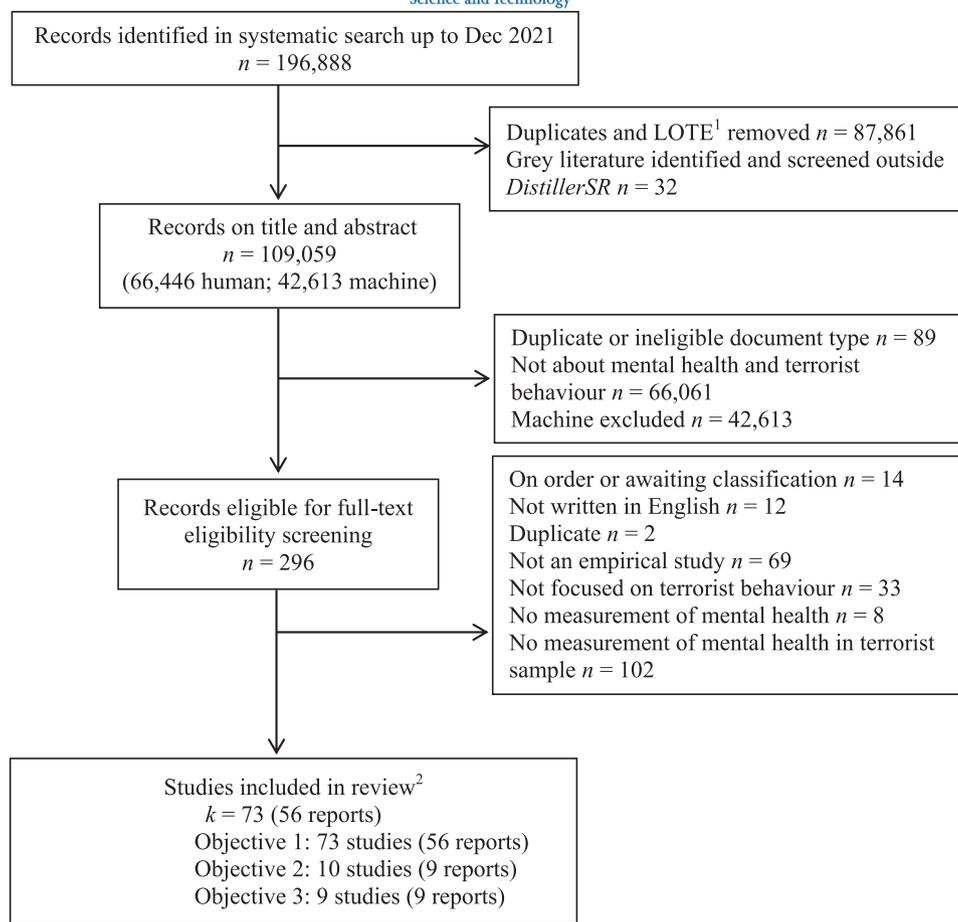 Science and Technology
Records identified in systematic search up to Dec 2021
n = 196,888
Duplicates and LOTE¹ removed n = 87,861
Grey literature identified and screened outside
DistillerSR n = 32
Records on title and abstract
n = 109,059
(66,446 human; 42,613 machine)
Duplicate or ineligible document type n = 89
Not about mental health and terrorist
behaviour n = 66,061
Machine excluded n = 42,613
Records eligible for full-text
eligibility screening
n = 296
On order or awaiting classification n = 14
Not written in English n = 12
Duplicate n = 2
Not an empirical study n = 69
Not focused on terrorist behaviour n = 33
No measurement of mental health n = 8
No measurement of mental health in terrorist
sample n = 102
Studies included in review²
k = 73 (56 reports)
Objective 1: 73 studies (56 reports)
Objective 2: 10 studies (9 reports)
Objective 3: 9 studies (9 reports)